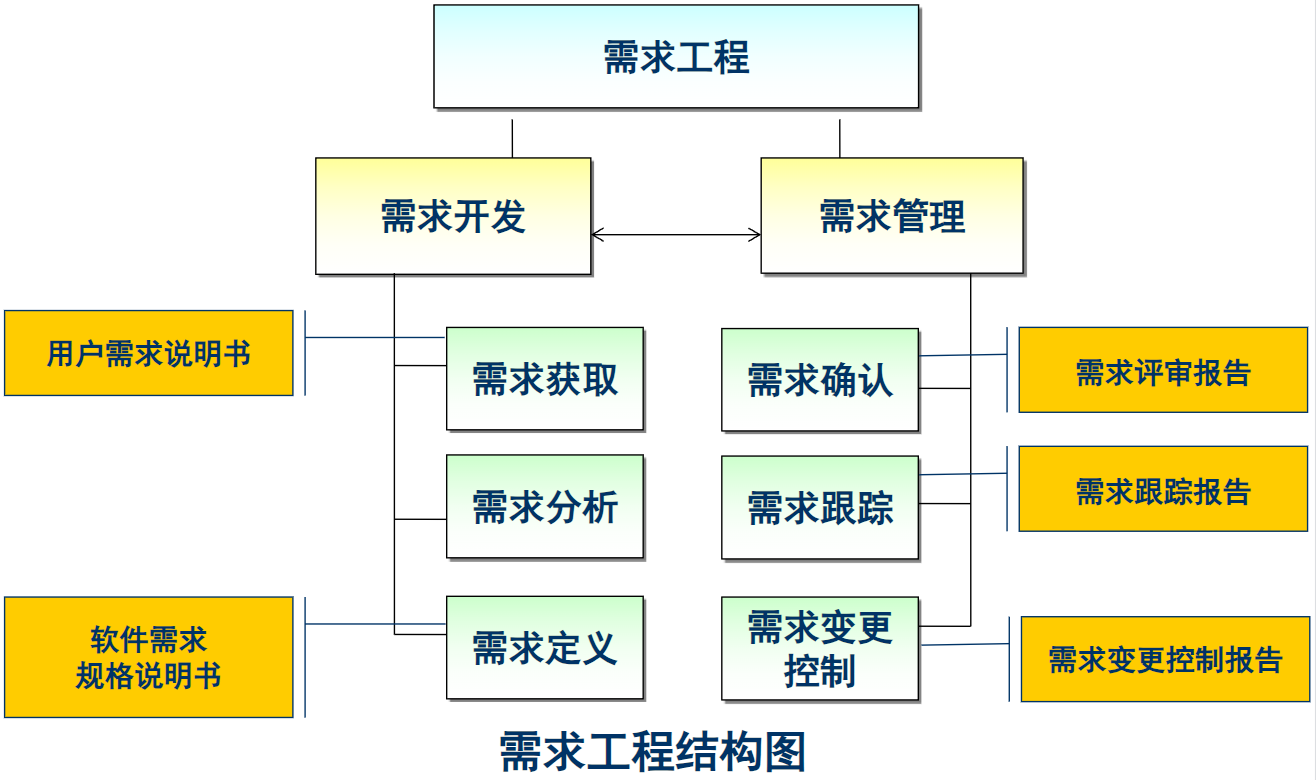 需求工程
需求开发
需求管理
用户需求说明书
需求获取
需求确认
需求评审报告
需求分析
需求跟踪
需求跟踪报告
软件需求
规格说明书
需求定义
需求变更
控制
需求变更控制报告
需求工程结构图